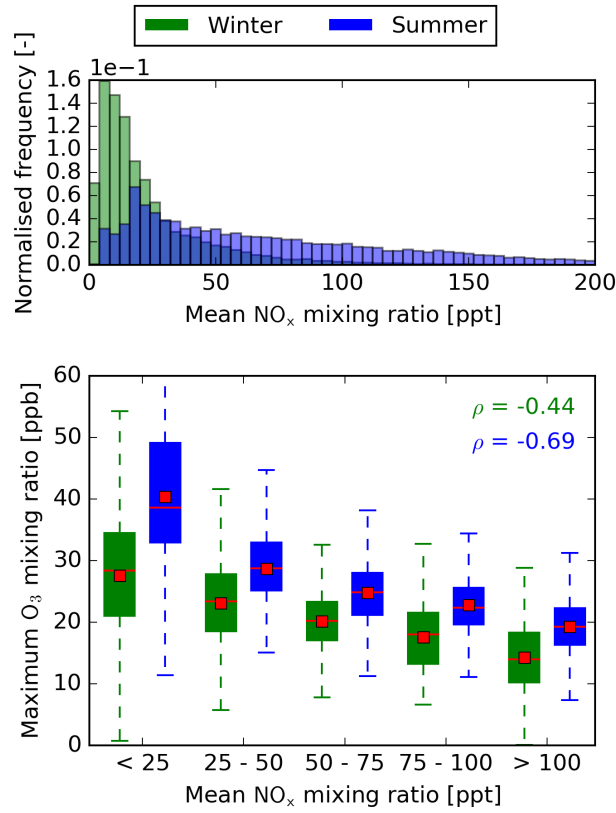 Winter Summer
1e−1
Normalised frequency [-]
1.6
1.4
1.2
1.0
0.8
0.6
0.4
0.2
0.0
0 50 100 150 200
Mean NOₓ mixing ratio [ppt]
Maximum O₃ mixing ratio [ppb]
60
50
40
30
20
10
0
ρ = -0.44
ρ = -0.69
< 25 25 - 50 50 - 75 75 - 100 > 100
Mean NOₓ mixing ratio [ppt]